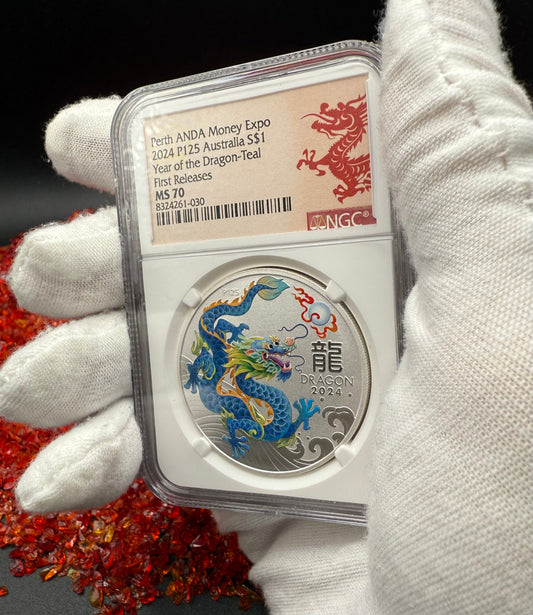 Perth ANDA Money Expo
2024 P125 Australia S$1
Year of the Dragon-Teal
First Releases
MS 70
8324261-030
NGC®
P125
龍
DRAGON
2024